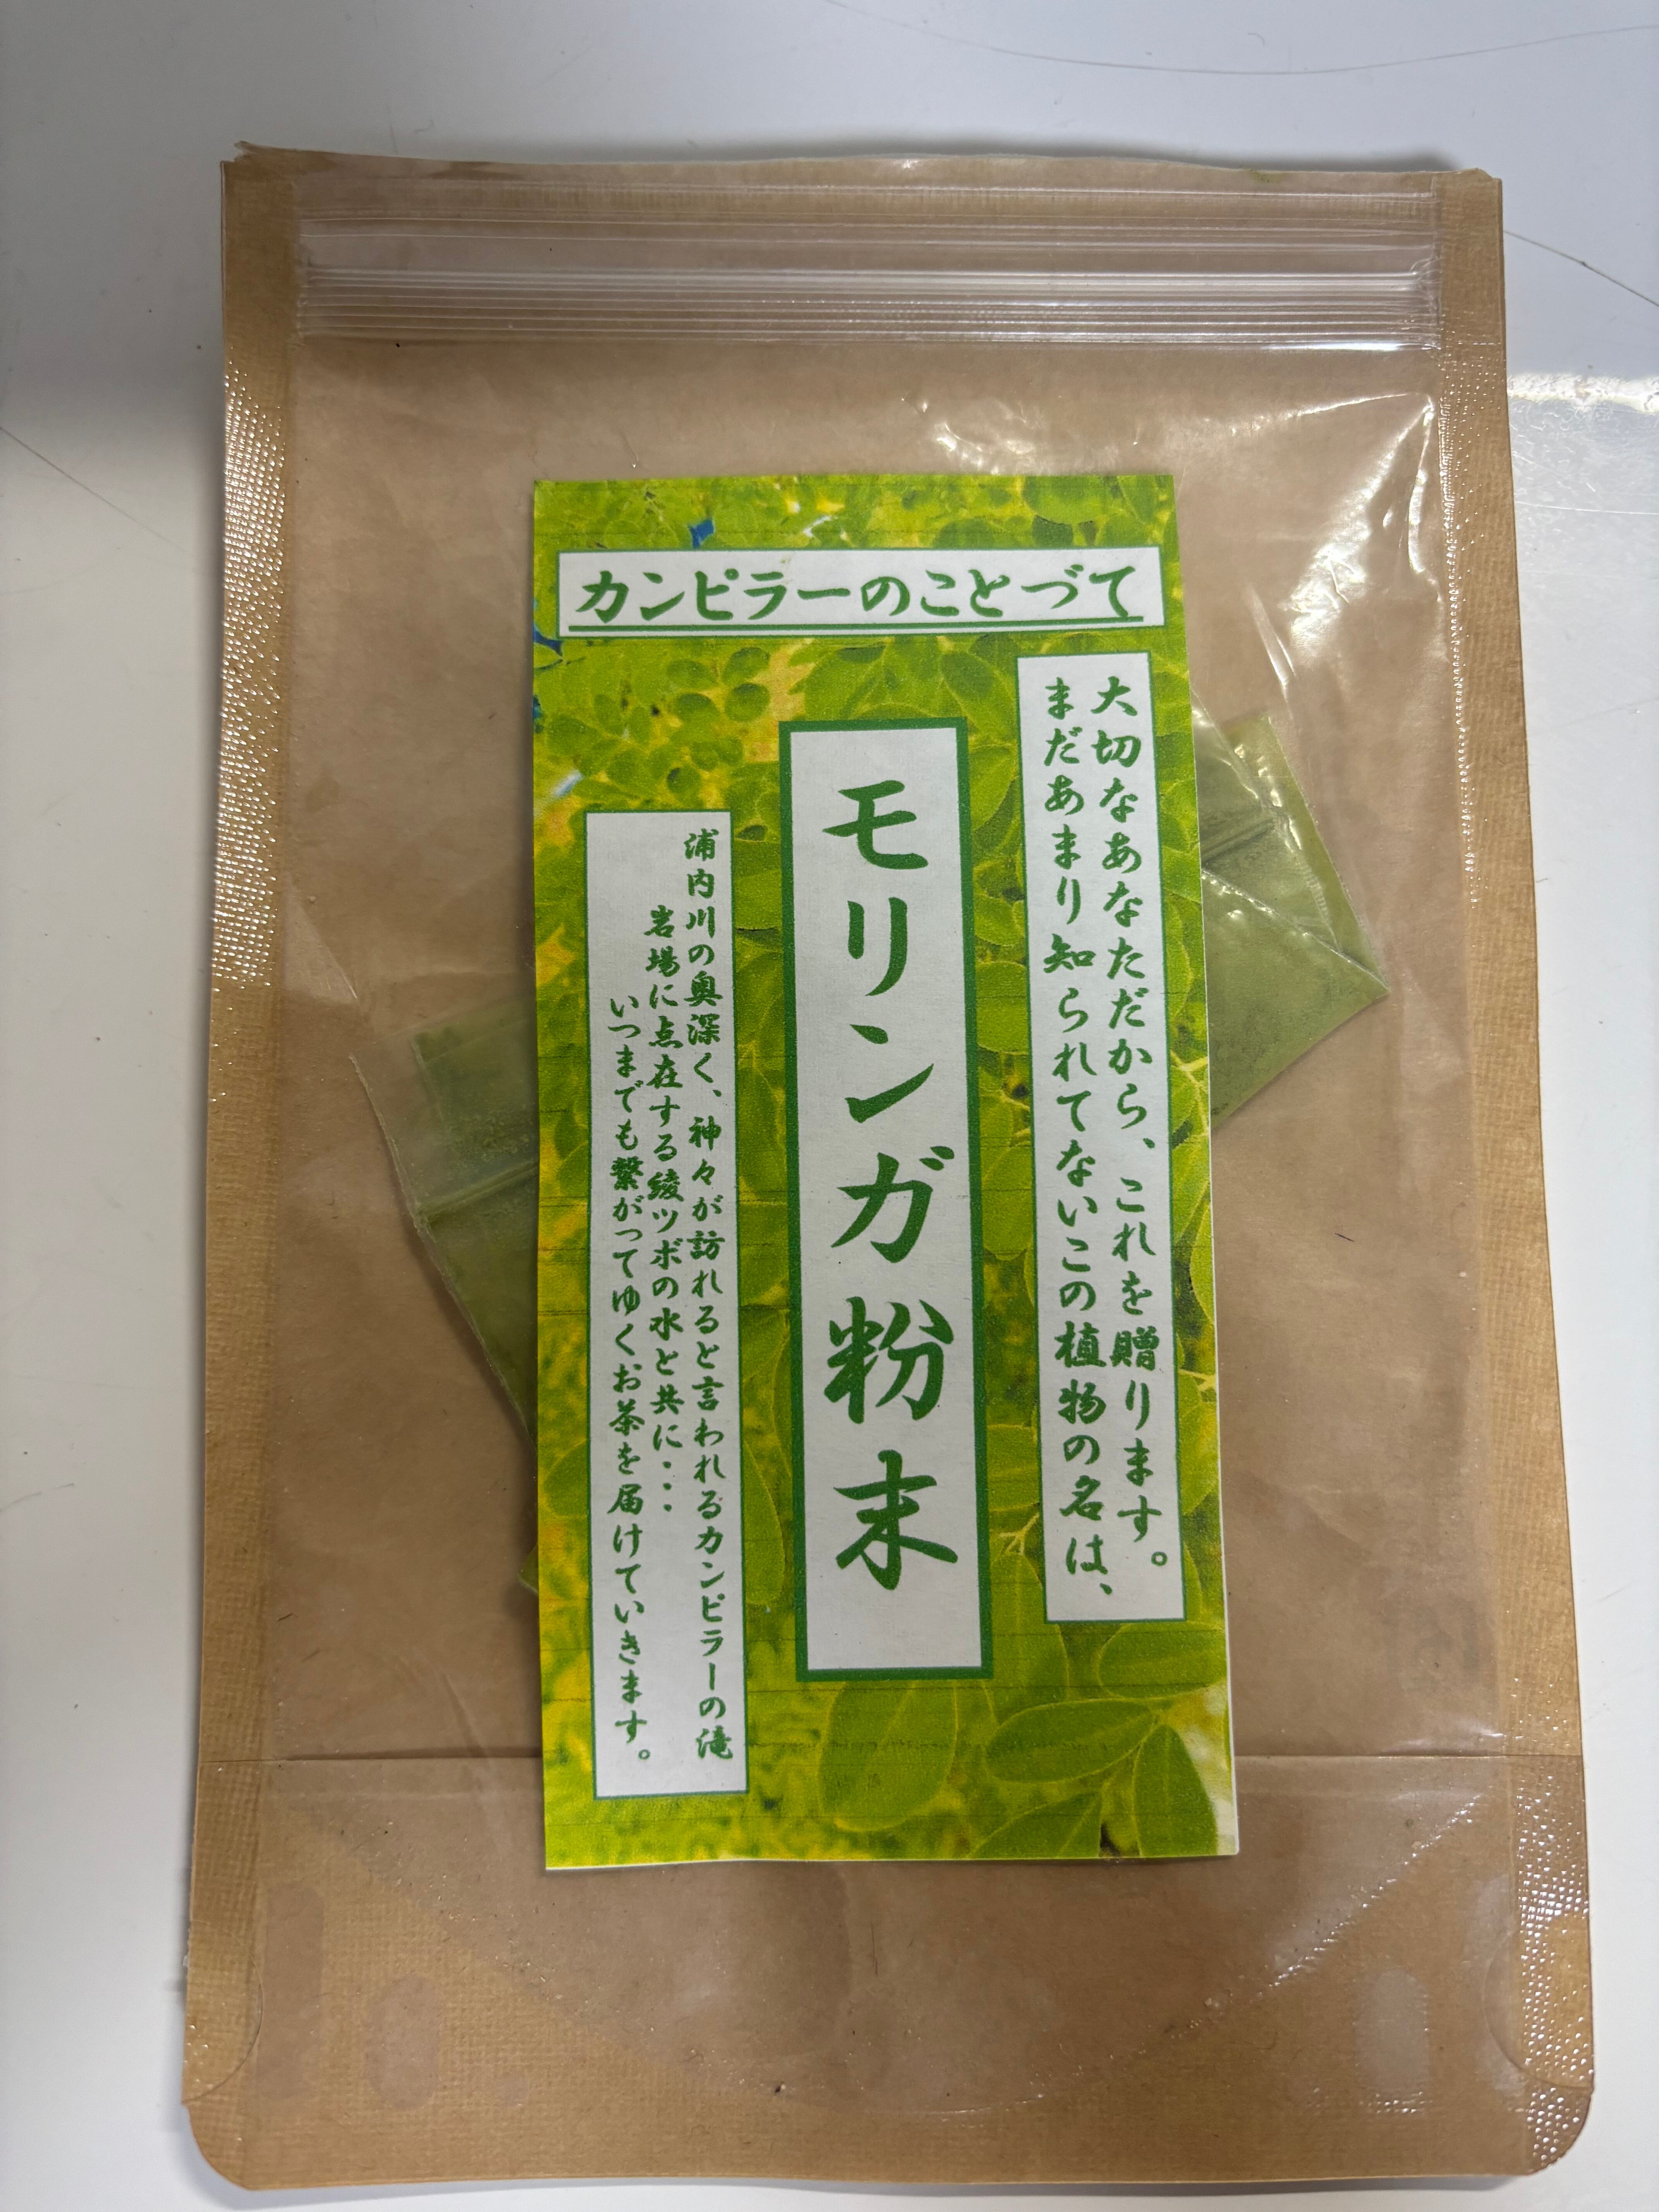 カンピラーのことづて
大切なあなただから、これを贈ります。
まだあまり知られてないこの植物の名は、
モリンガ粉末
浦内川の奥深く、神々が訪れると言われるカンピラーの滝
岩場に点在する綾ツボの水と共に・・・
いつまでも繋がってゆくお茶を届けていきます。